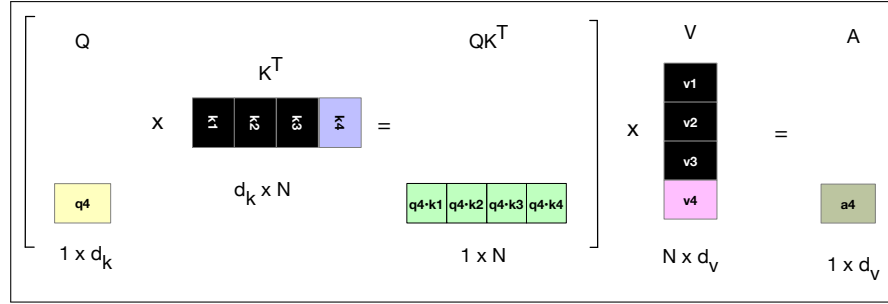 Q
K^T
QK^T
V
A
x
k1 k2 k3 k4
=
x
v1
v2
v3
v4
=
q4
d_k x N
q4·k1 q4·k2 q4·k3 q4·k4
a4
1 x d_k
1 x N
N x d_v
1 x d_v